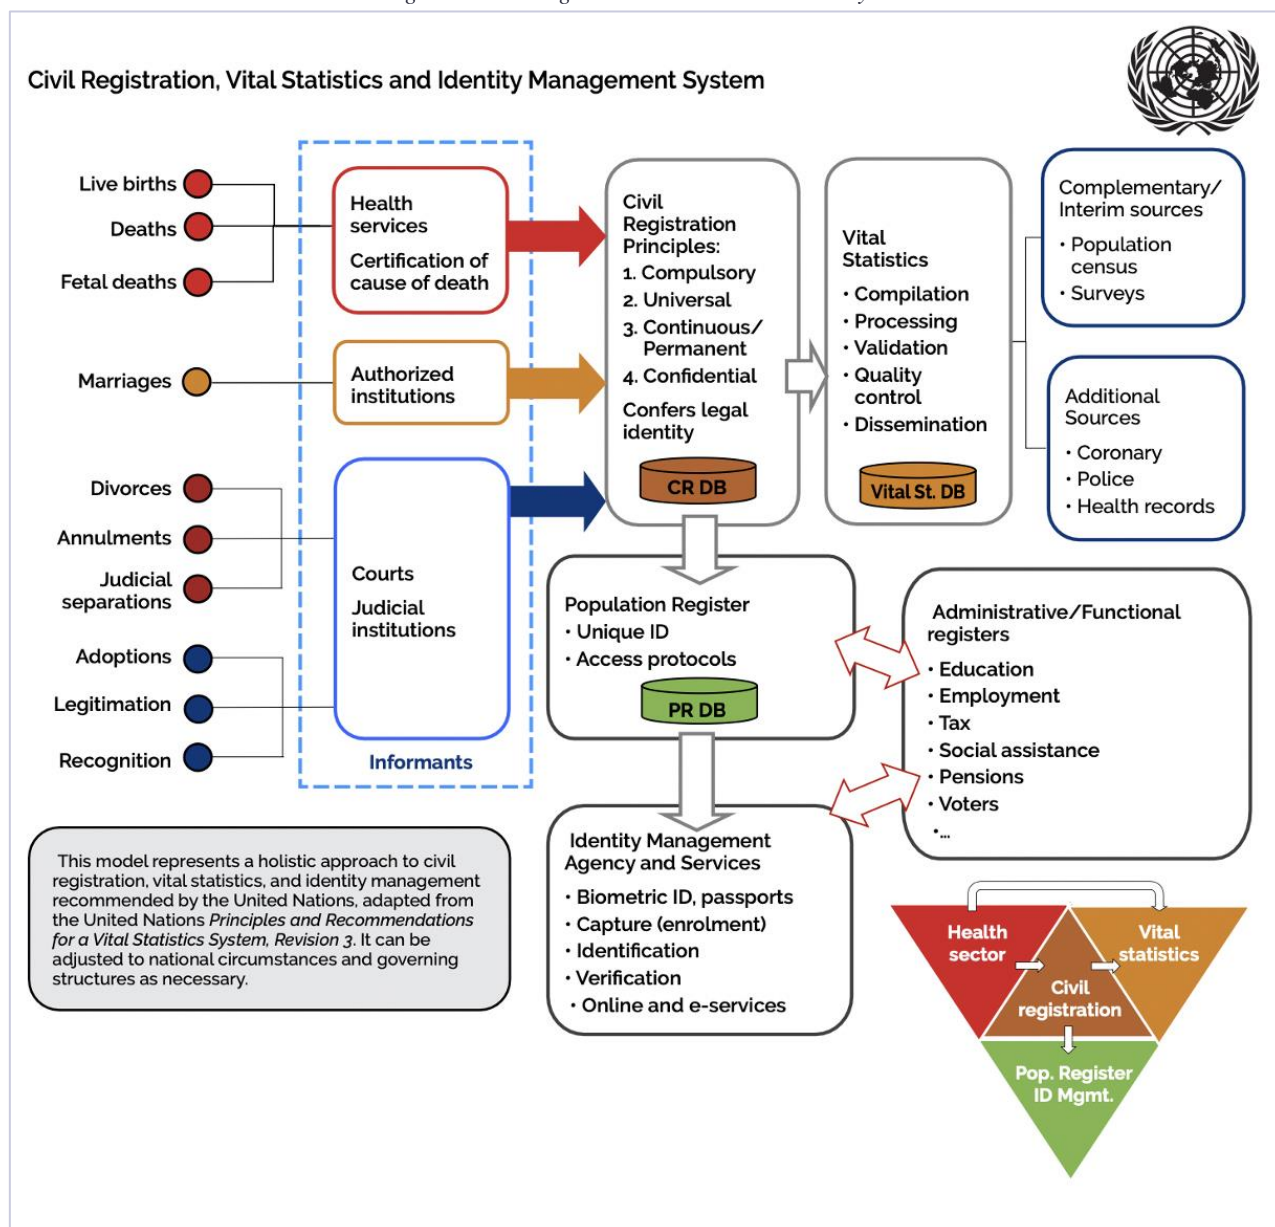 Civil Registration, Vital Statistics and Identity Management System
Live births
Deaths
Fetal deaths
Marriages
Divorces
Annulments
Judicial
separations
Adoptions
Legitimation
Recognition
Health
services
Certification of
cause of death
Authorized
institutions
Courts
Judicial
institutions
Informants
Civil
Registration
Principles:
1. Compulsory
2. Universal
3. Continuous/
Permanent
4. Confidential
Confers legal
identity
CR DB
Vital
Statistics
• Compilation
• Processing
• Validation
• Quality
control
• Dissemination
Vital St. DB
Complementary/
Interim sources
• Population
census
• Surveys
Additional
Sources
• Coronary
• Police
• Health records
Population Register
• Unique ID
• Access protocols
PR DB
Administrative/Functional
registers
• Education
• Employment
• Tax
• Social assistance
• Pensions
• Voters
•...
Identity Management
Agency and Services
• Biometric ID, passports
• Capture (enrolment)
• Identification
• Verification
• Online and e-services
This model represents a holistic approach to civil
registration, vital statistics, and identity management
recommended by the United Nations, adapted from
the United Nations Principles and Recommendations
for a Vital Statistics System, Revision 3. It can be
adjusted to national circumstances and governing
structures as necessary.
Health
sector
Vital
statistics
Civil
registration
Pop. Register
ID Mgmt.